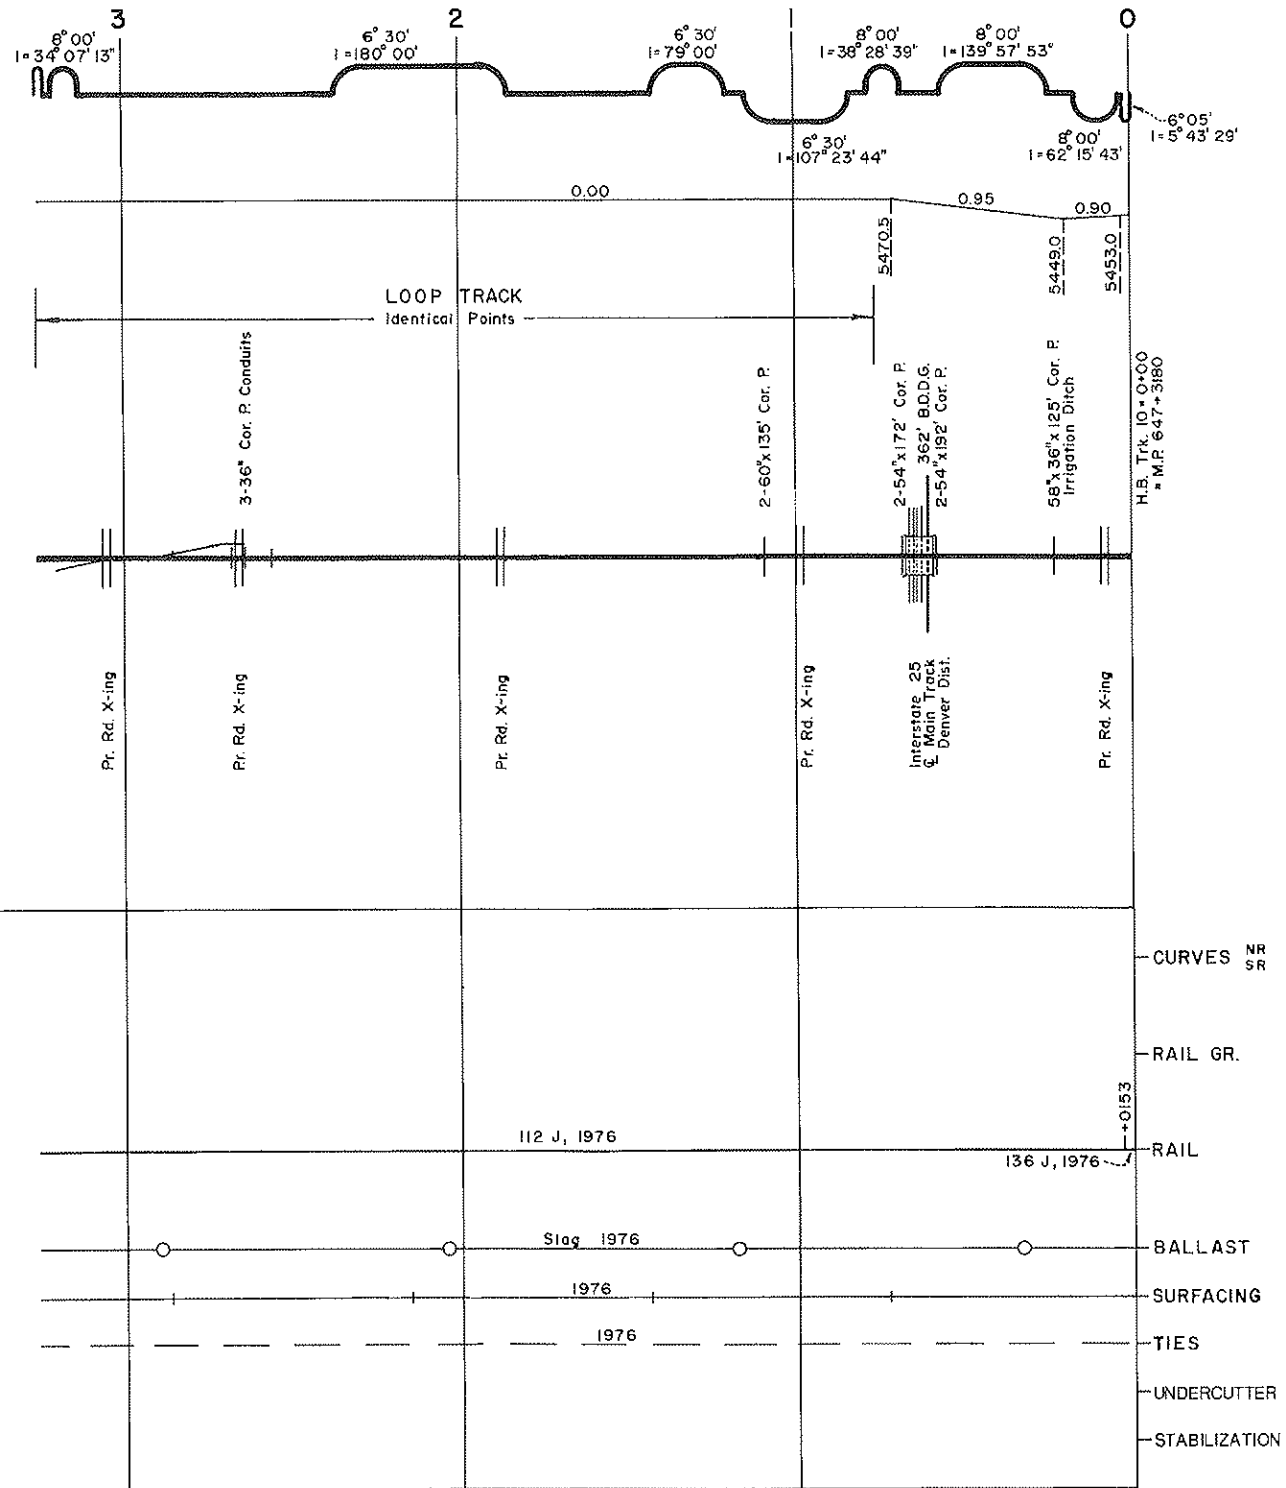 3
2
1
0
8° 00'
I=34° 07' 13"
6° 30'
I=180° 00'
6° 30'
I=79° 00'
8° 00'
I=38° 28' 39"
8° 00'
I=139° 57' 53"
6° 30'
I=107° 23' 44"
8° 00'
I=62° 15' 43'
6° 05'
I=5° 43' 29'
0.00
0.95
0.90
5470.5
5449.0
5453.0
LOOP TRACK
Identical Points
3-36" Cor. P. Conduits
2-60"x135' Cor. P.
2-54"x172' Cor. P.
362' B.D.D.G.
2-54"x192' Cor. P.
58"x36"x125' Cor. P.
Irrigation Ditch
H.B. Trk. 10 = 0+00
= M.P. 647+3180
Pr. Rd. X-ing
Pr. Rd. X-ing
Pr. Rd. X-ing
Pr. Rd. X-ing
Interstate 25
℄ Main Track
Denver Dist.
Pr. Rd. X-ing
CURVES NR
SR
RAIL GR.
+0153
112 J, 1976
RAIL
136 J, 1976
Slag 1976
BALLAST
1976
SURFACING
1976
TIES
UNDERCUTTER
STABILIZATION